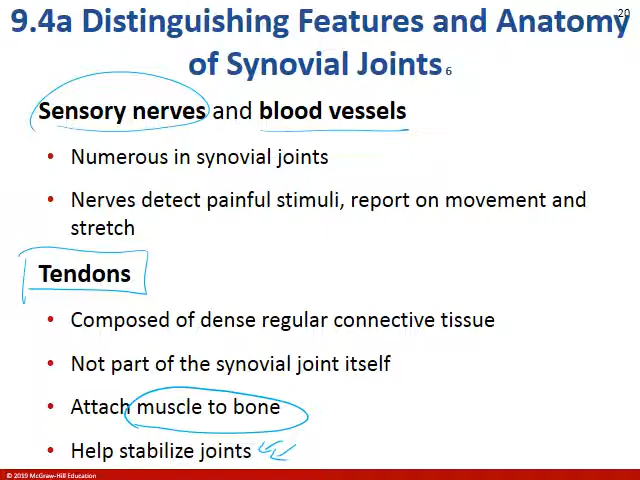 20
9.4a Distinguishing Features and Anatomy
of Synovial Joints 6
Sensory nerves and blood vessels
• Numerous in synovial joints
• Nerves detect painful stimuli, report on movement and
stretch
Tendons
• Composed of dense regular connective tissue
• Not part of the synovial joint itself
• Attach muscle to bone
• Help stabilize joints
© 2019 McGraw-Hill Education